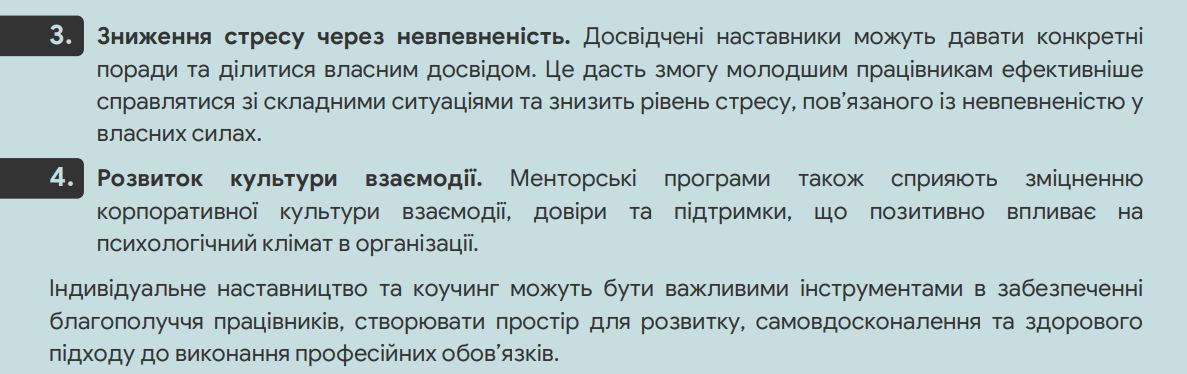 3. Зниження стресу через невпевненість. Досвідчені наставники можуть давати конкретні
поради та ділитися власним досвідом. Це дасть змогу молодшим працівникам ефективніше
справлятися зі складними ситуаціями та знизить рівень стресу, пов’язаного із невпевненістю у
власних силах.
4. Розвиток культури взаємодії. Менторські програми також сприяють зміцненню
корпоративної культури взаємодії, довіри та підтримки, що позитивно впливає на
психологічний клімат в організації.
Індивідуальне наставництво та коучинг можуть бути важливими інструментами в забезпеченні
благополуччя працівників, створювати простір для розвитку, самовдосконалення та здорового
підходу до виконання професійних обов’язків.